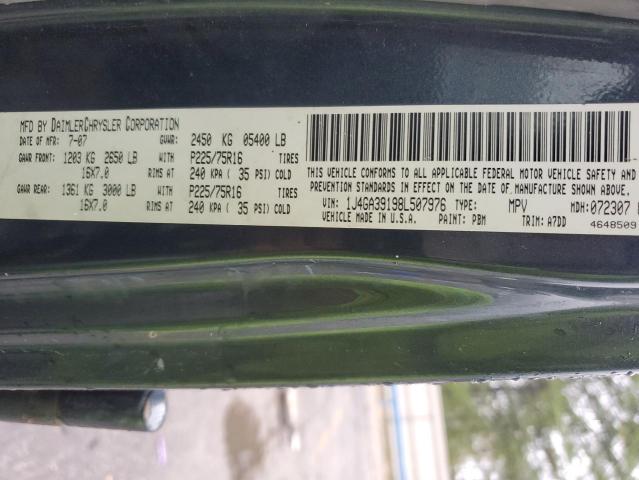 MFD BY DAIMLERCHRYSLER CORPORATION
DATE OF MFR: 7-07 GVWR: 2450 KG 05400 LB
GAWR FRONT: 1203 KG 2650 LB WITH P225/75R16 TIRES
16X7.0 RIMS AT 240 KPA ( 35 PSI) COLD
GAWR REAR: 1361 KG 3000 LB WITH P225/75R16 TIRES
16X7.0 RIMS AT 240 KPA ( 35 PSI) COLD
THIS VEHICLE CONFORMS TO ALL APPLICABLE FEDERAL MOTOR VEHICLE SAFETY AND
PREVENTION STANDARDS IN EFFECT ON THE DATE OF MANUFACTURE SHOWN ABOVE.
VIN: 1J4GA39198L507976 TYPE: MPV MDH: 072307
VEHICLE MADE IN U.S.A. PAINT: PBM TRIM: A7DD
4648509